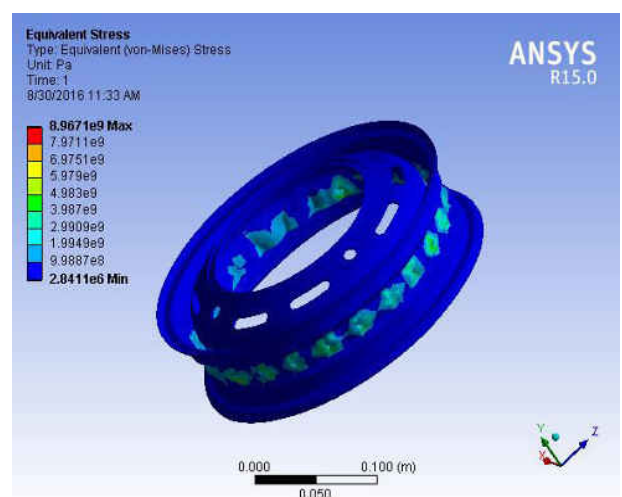 Equivalent Stress
Type: Equivalent (von-Mises) Stress
Unit: Pa
Time: 1
8/30/2016 11:33 AM
ANSYS
R15.0
8.9671e9 Max
7.9711e9
6.9751e9
5.979e9
4.983e9
3.987e9
2.9909e9
1.9949e9
9.9887e8
2.8411e6 Min
0.000
0.100 (m)
0.050
Y
Z
X